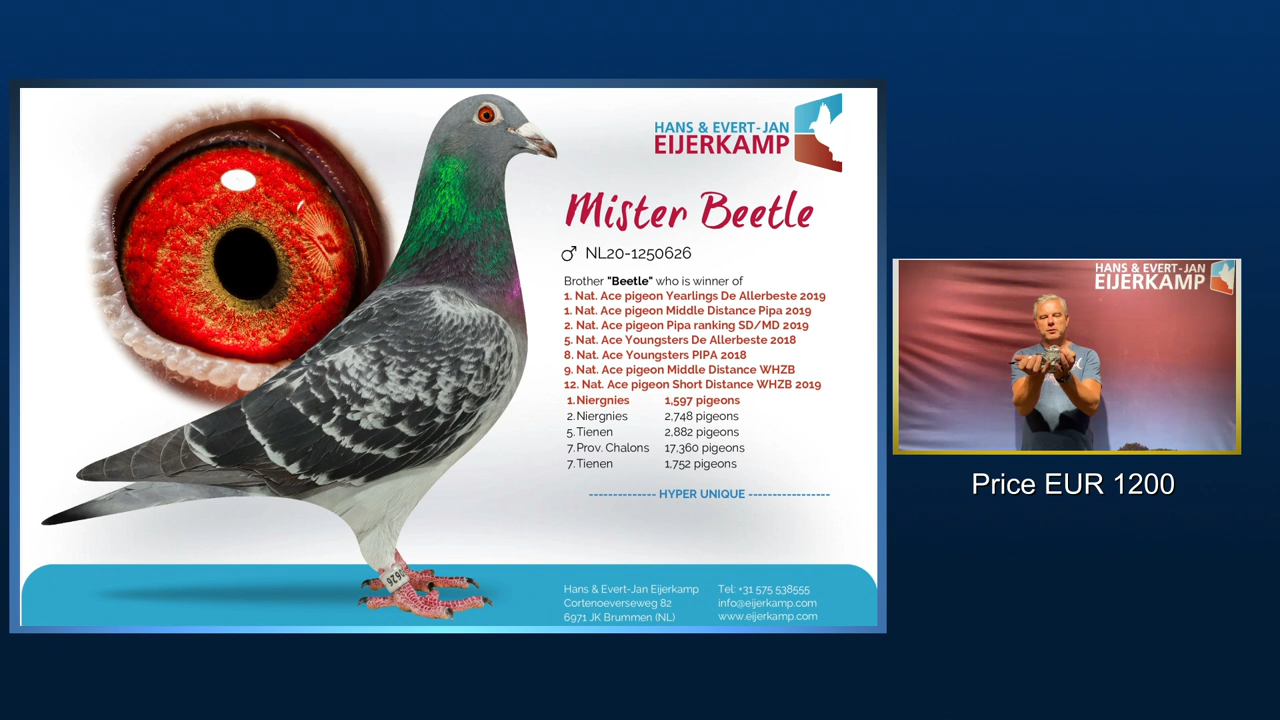 HANS & EVERT-JAN
EIJERKAMP
Mister Beetle
♂ NL20-1250626
Brother "Beetle" who is winner of
1. Nat. Ace pigeon Yearlings De Allerbeste 2019
1. Nat. Ace pigeon Middle Distance Pipa 2019
2. Nat. Ace pigeon Pipa ranking SD/MD 2019
5. Nat. Ace Youngsters De Allerbeste 2018
8. Nat. Ace Youngsters PIPA 2018
9. Nat. Ace pigeon Middle Distance WHZB
12. Nat. Ace pigeon Short Distance WHZB 2019
1. Niergnies 1,597 pigeons
2. Niergnies 2,748 pigeons
5. Tienen 2,882 pigeons
7. Prov. Chalons 17,360 pigeons
7. Tienen 1,752 pigeons
-------------- HYPER UNIQUE ----------------
Hans & Evert-Jan Eijerkamp
Cortenoeverseweg 82
6971 JK Brummen (NL)
Tel: +31 575 538555
info@eijerkamp.com
www.eijerkamp.com
0626
HANS & EVERT-JAN
EIJERKAMP
Price EUR 1200